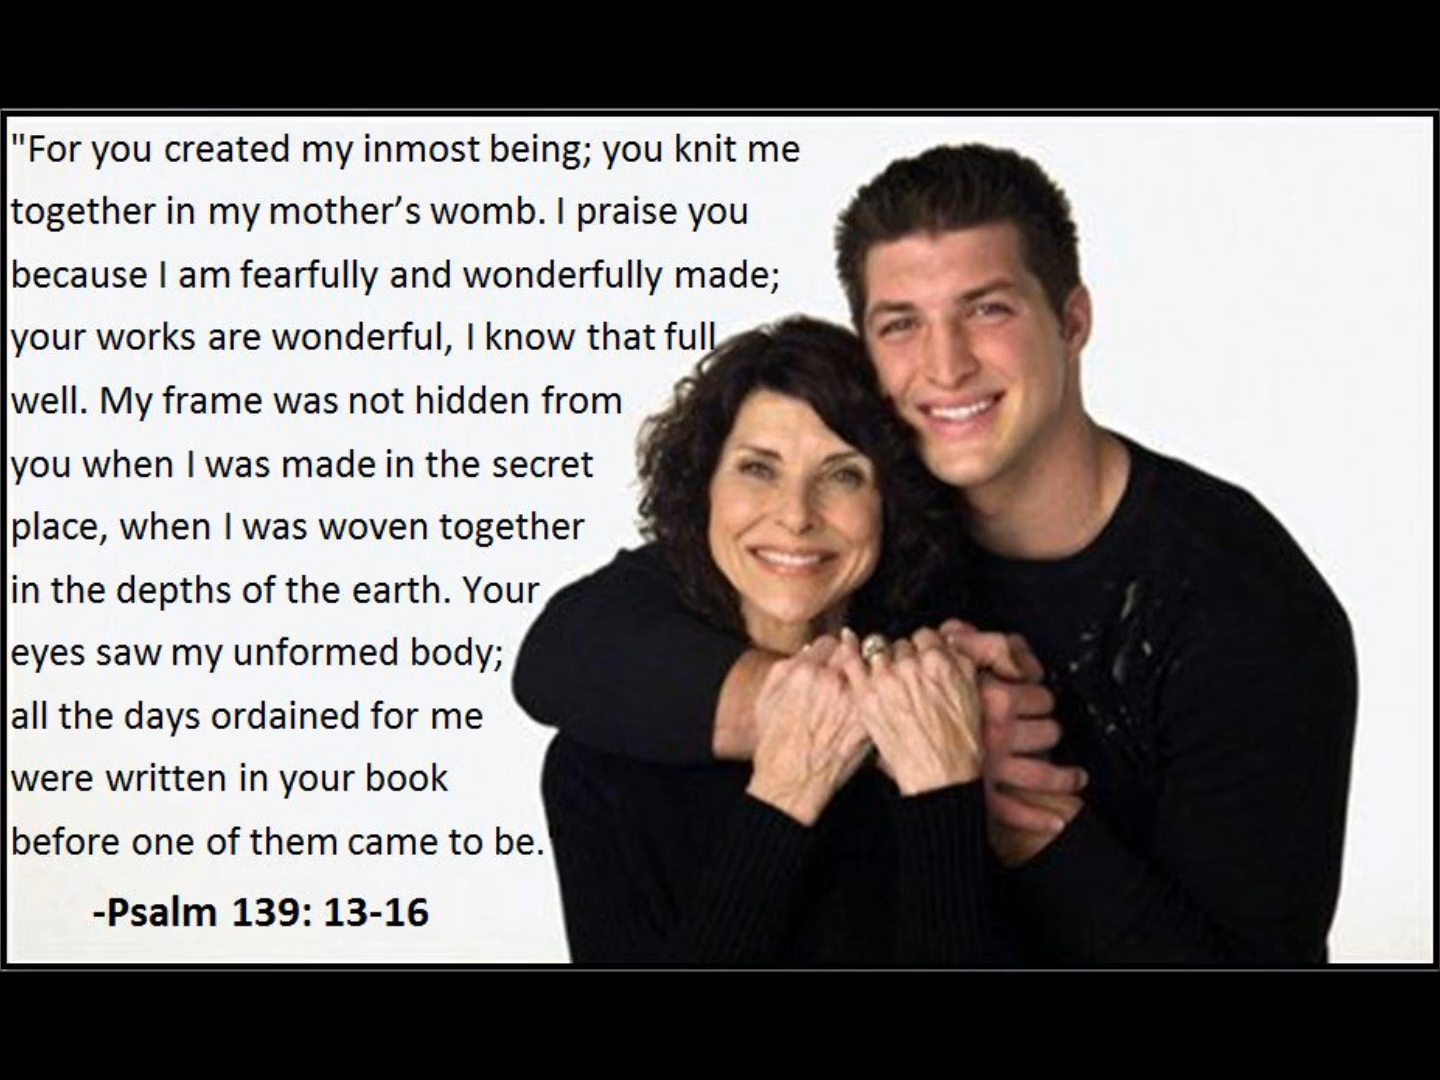 "For you created my inmost being; you knit me
together in my mother’s womb. I praise you
because I am fearfully and wonderfully made;
your works are wonderful, I know that full
well. My frame was not hidden from
you when I was made in the secret
place, when I was woven together
in the depths of the earth. Your
eyes saw my unformed body;
all the days ordained for me
were written in your book
before one of them came to be.
-Psalm 139: 13-16